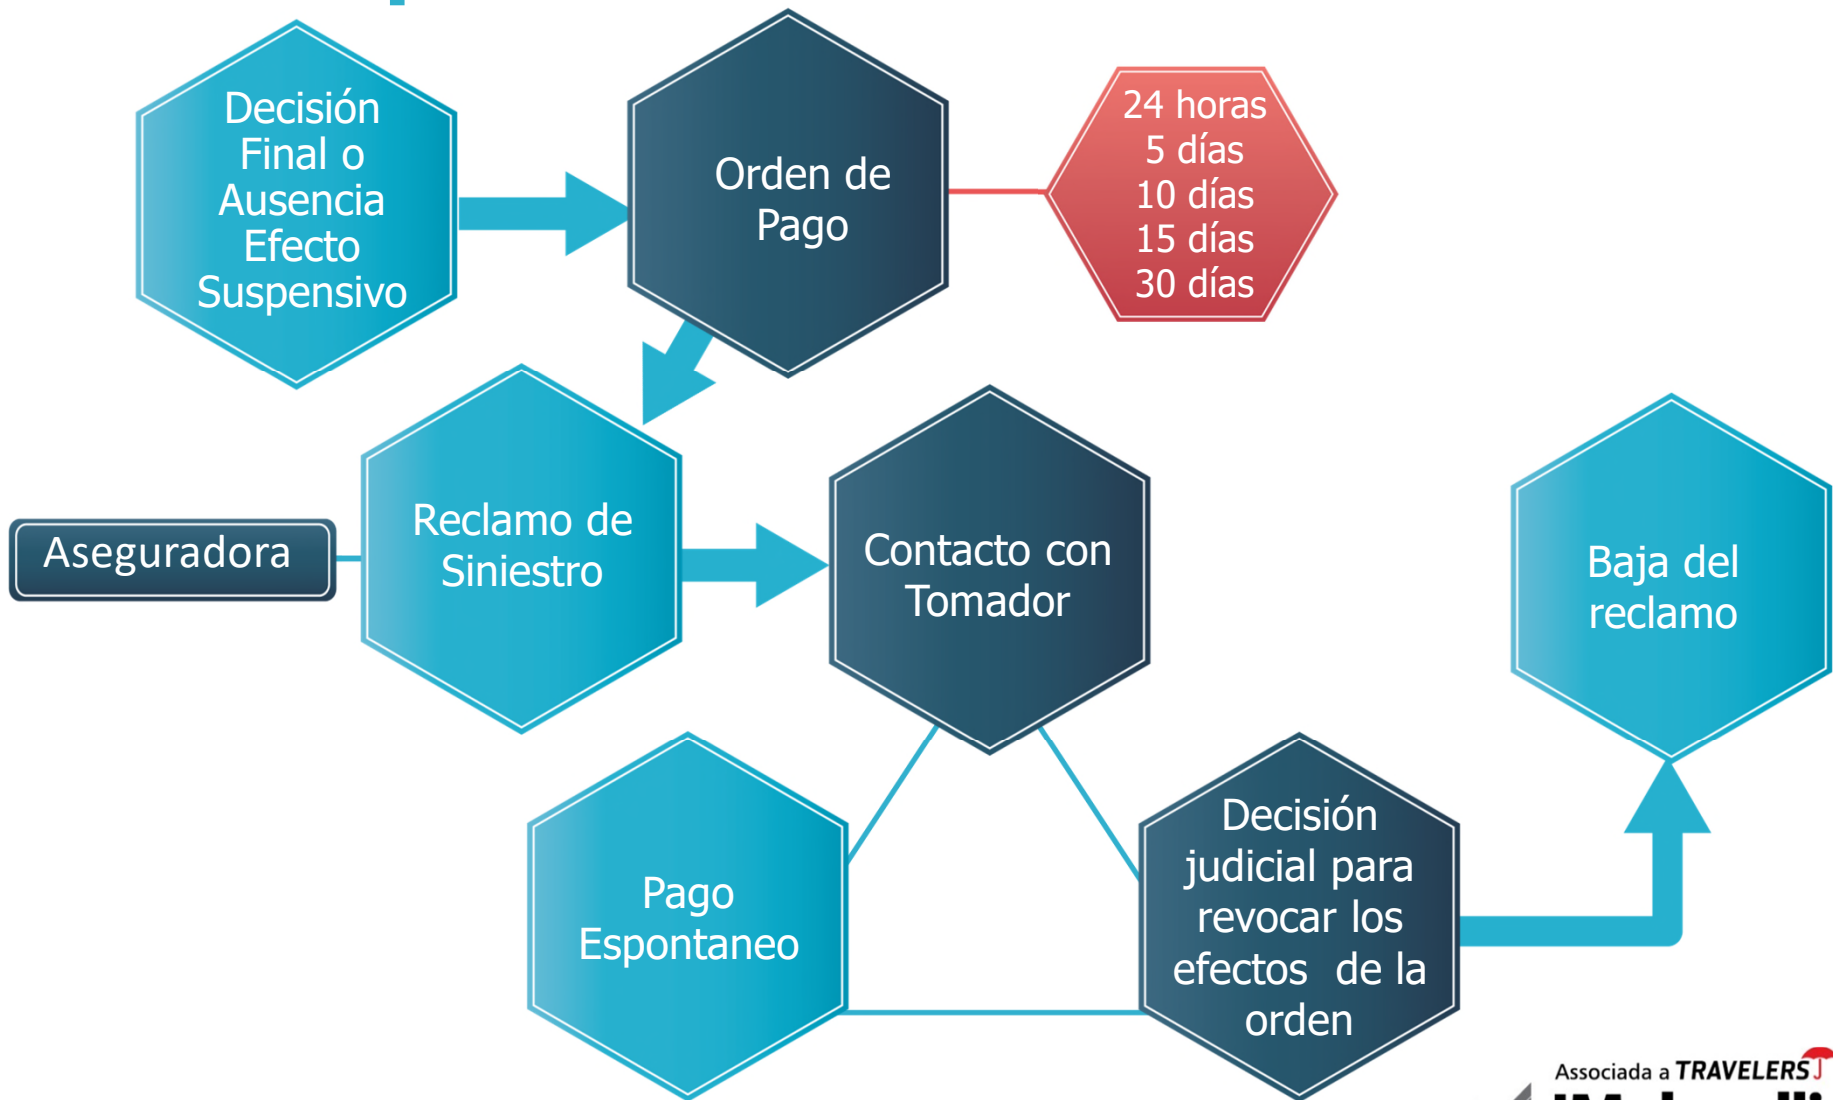 Decisión
Final o
Ausencia
Efecto
Suspensivo
Orden de
Pago
24 horas
5 días
10 días
15 días
30 días
Aseguradora
Reclamo de
Siniestro
Contacto con
Tomador
Baja del
reclamo
Pago
Espontaneo
Decisión
judicial para
revocar los
efectos de la
orden
Associada a TRAVELERS